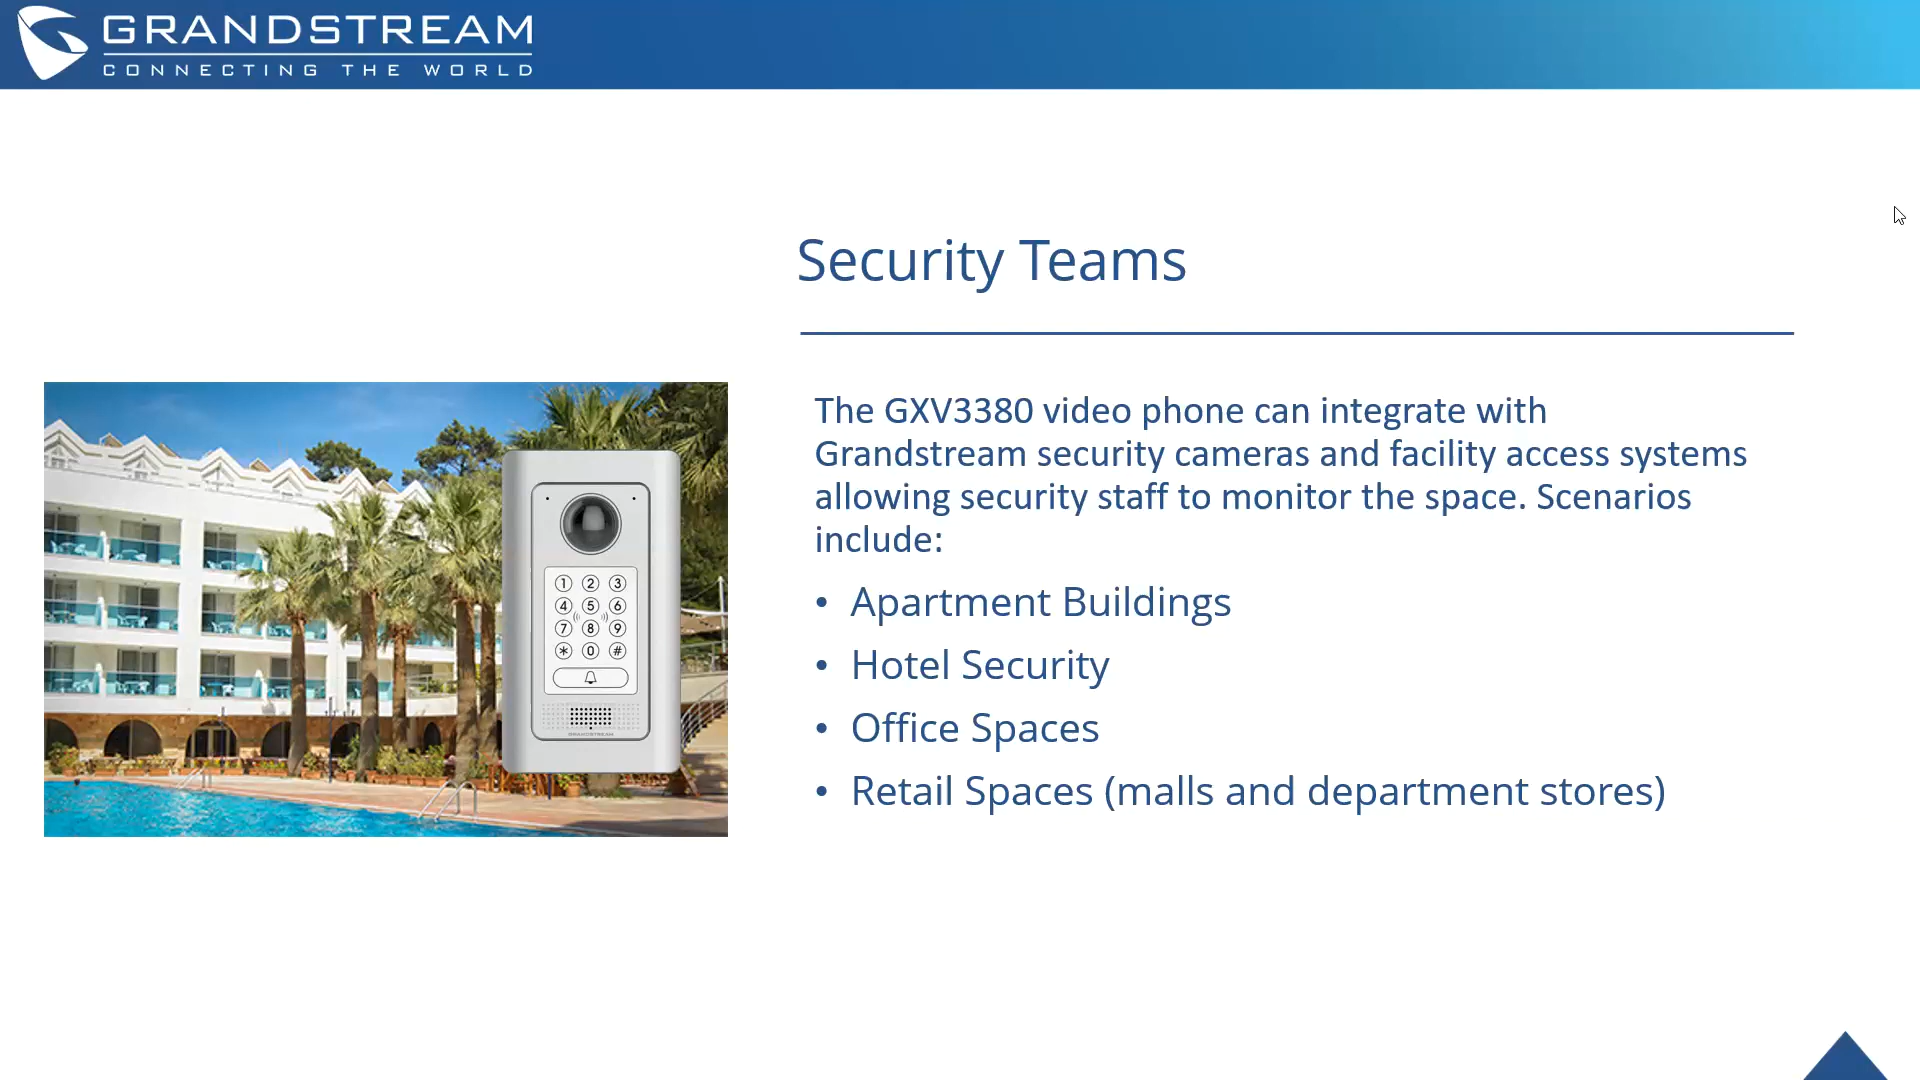 GRANDSTREAM
CONNECTING THE WORLD
Security Teams
The GXV3380 video phone can integrate with
Grandstream security cameras and facility access systems
allowing security staff to monitor the space. Scenarios
include:
• Apartment Buildings
• Hotel Security
• Office Spaces
• Retail Spaces (malls and department stores)
1 2 3
4 5 6
7 8 9
* 0 #
GRANDSTREAM